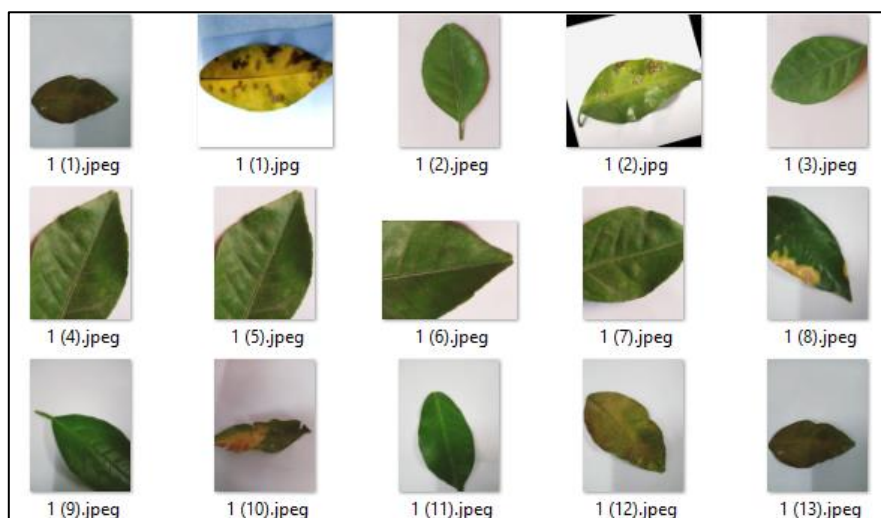 1 (1).jpeg
1 (1).jpg
1 (2).jpeg
1 (2).jpg
1 (3).jpeg
1 (4).jpeg
1 (5).jpeg
1 (6).jpeg
1 (7).jpeg
1 (8).jpeg
1 (9).jpeg
1 (10).jpeg
1 (11).jpeg
1 (12).jpeg
1 (13).jpeg